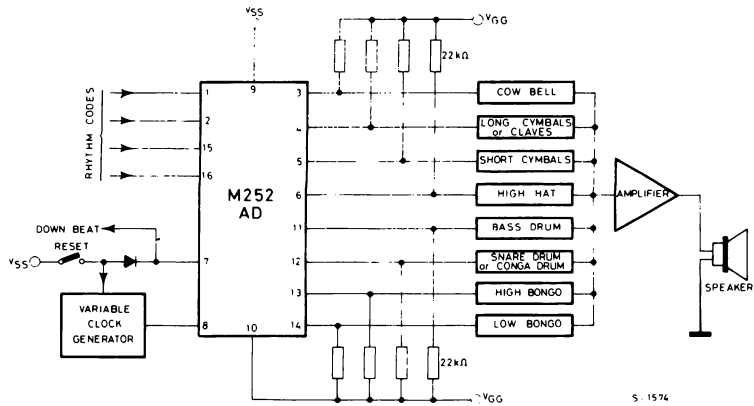 VSS
VGG
22kΩ
RHYTHM CODES
1
2
15
16
9
3
4
5
6
M252
AD
11
12
13
14
7
8
10
COW BELL
LONG CYMBALS
or CLAVES
SHORT CYMBALS
HIGH HAT
BASS DRUM
SNARE DRUM
or CONGA DRUM
HIGH BONGO
LOW BONGO
AMPLIFIER
SPEAKER
DOWN BEAT
RESET
VSS
VARIABLE
CLOCK
GENERATOR
22kΩ
VGG
S-1574